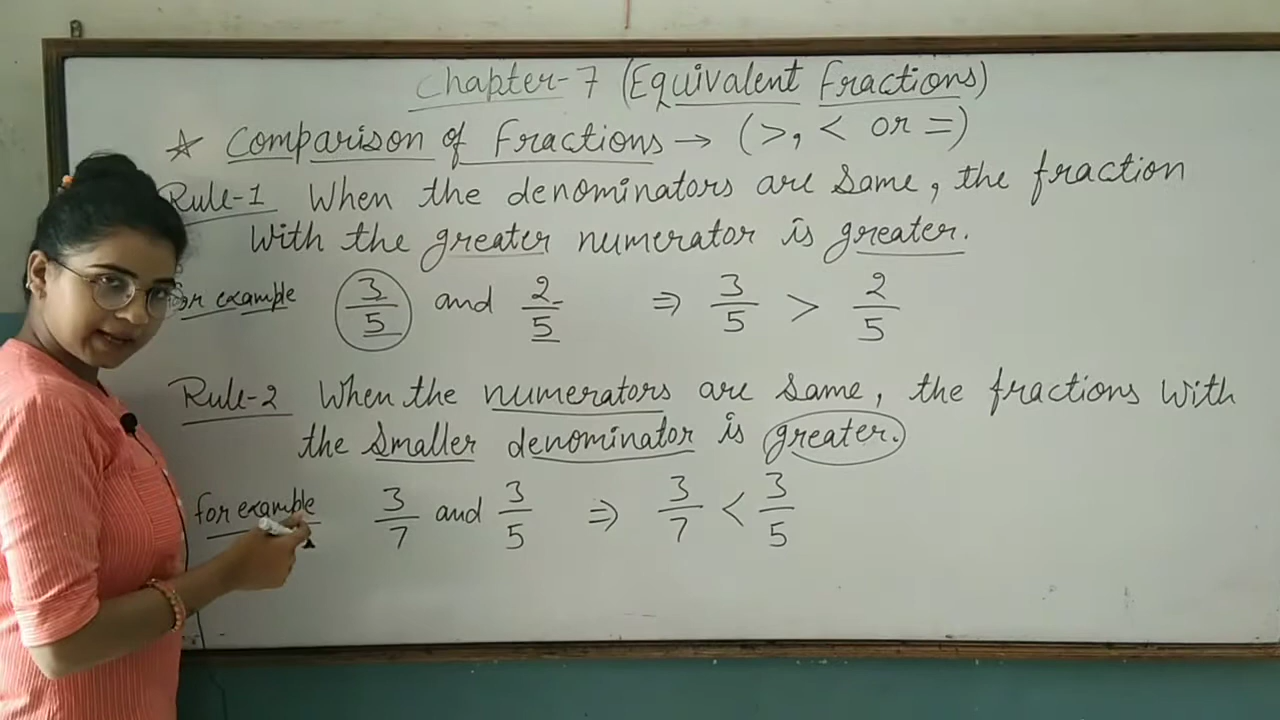 Chapter-7 (Equivalent Fractions)
☆ Comparison of Fractions → (>, < or =)
Rule-1 When the denominators are same, the fraction
with the greater numerator is greater.
for example 3/5 and 2/5 ⇒ 3/5 > 2/5
Rule-2 When the numerators are same, the fractions with
the smaller denominator is greater.
for example 3/7 and 3/5 ⇒ 3/7 < 3/5